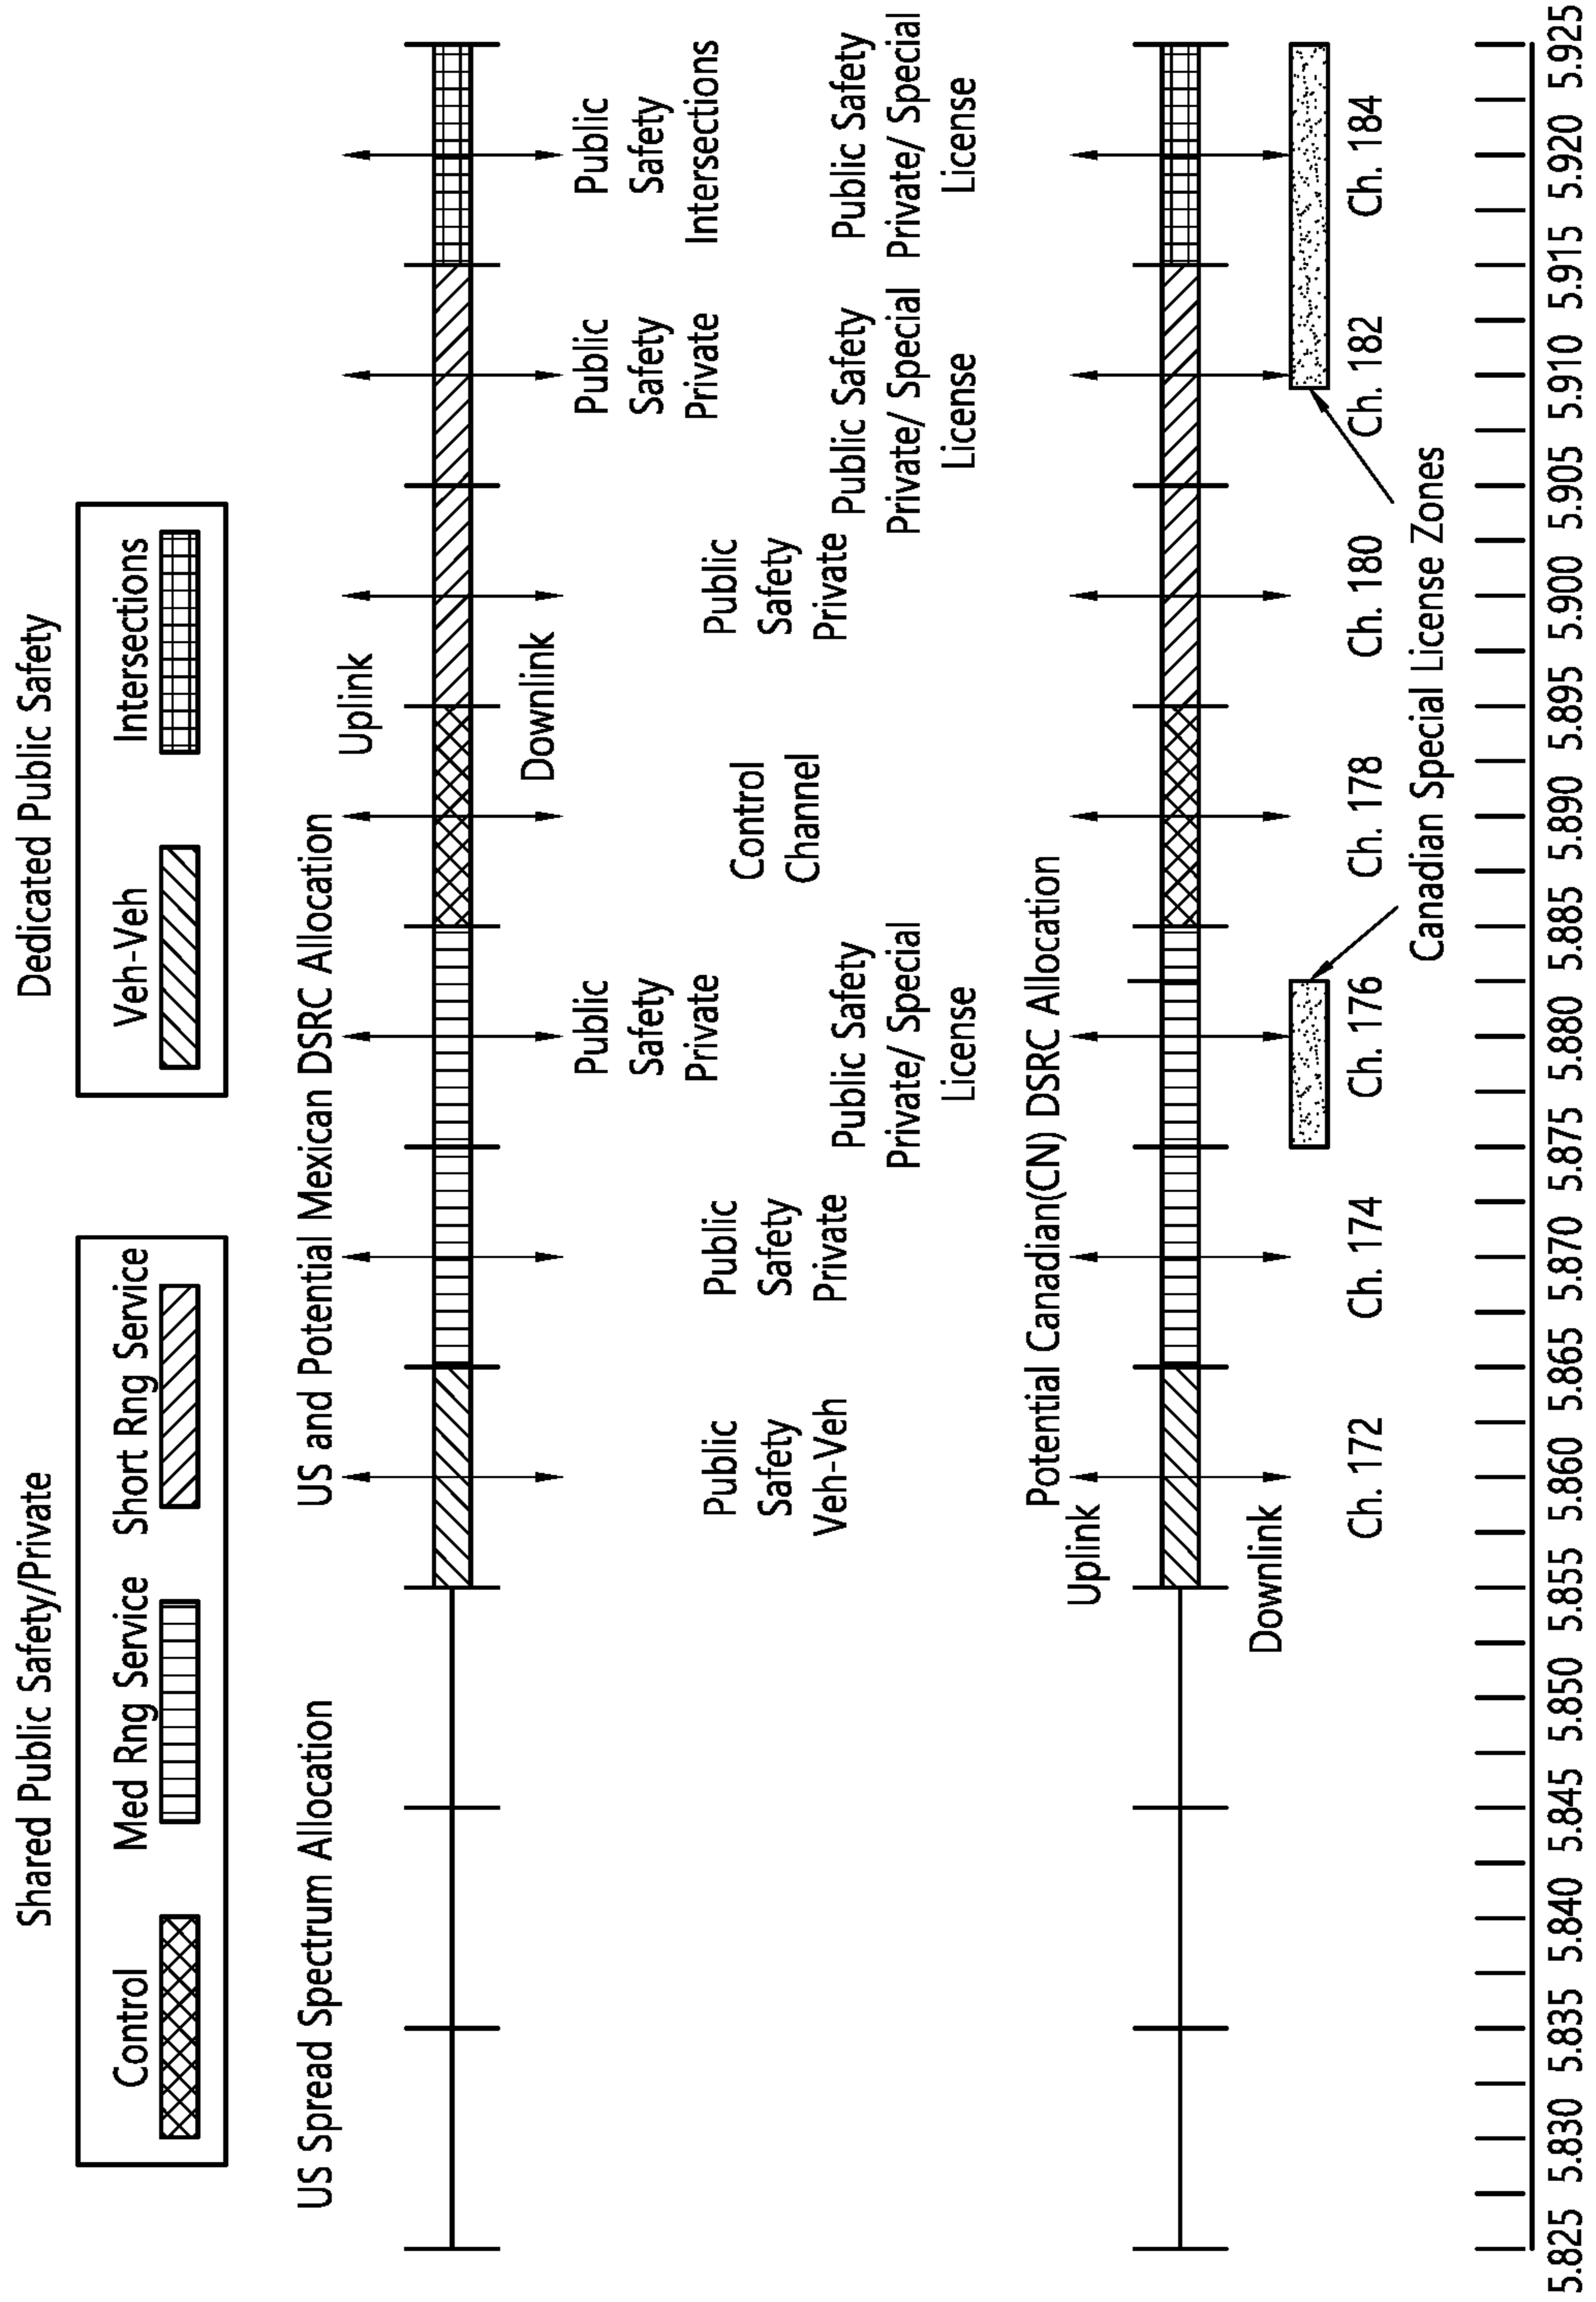 Shared Public Safety/Private
Dedicated Public Safety
Control
Med Rng Service
Short Rng Service
Veh-Veh
Intersections
US Spread Spectrum Allocation
US and Potential Mexican DSRC Allocation
Uplink
Downlink
Public
Safety
Private
Public
Safety
Private
Public
Safety
Intersections
Public
Safety
Veh-Veh
Public
Safety
Private
Control
Channel
Public
Safety
Private
Public Safety
Private/ Special
License
Public Safety
Private/ Special
License
Public Safety
Private/ Special
License
Potential Canadian(CN) DSRC Allocation
Uplink
Downlink
Ch. 172
Ch. 174
Ch. 176
Ch. 178
Ch. 180
Ch. 182
Ch. 184
Canadian Special License Zones
5.825 5.830 5.835 5.840 5.845 5.850 5.855 5.860 5.865 5.870 5.875 5.880 5.885 5.890 5.895 5.900 5.905 5.910 5.915 5.920 5.925